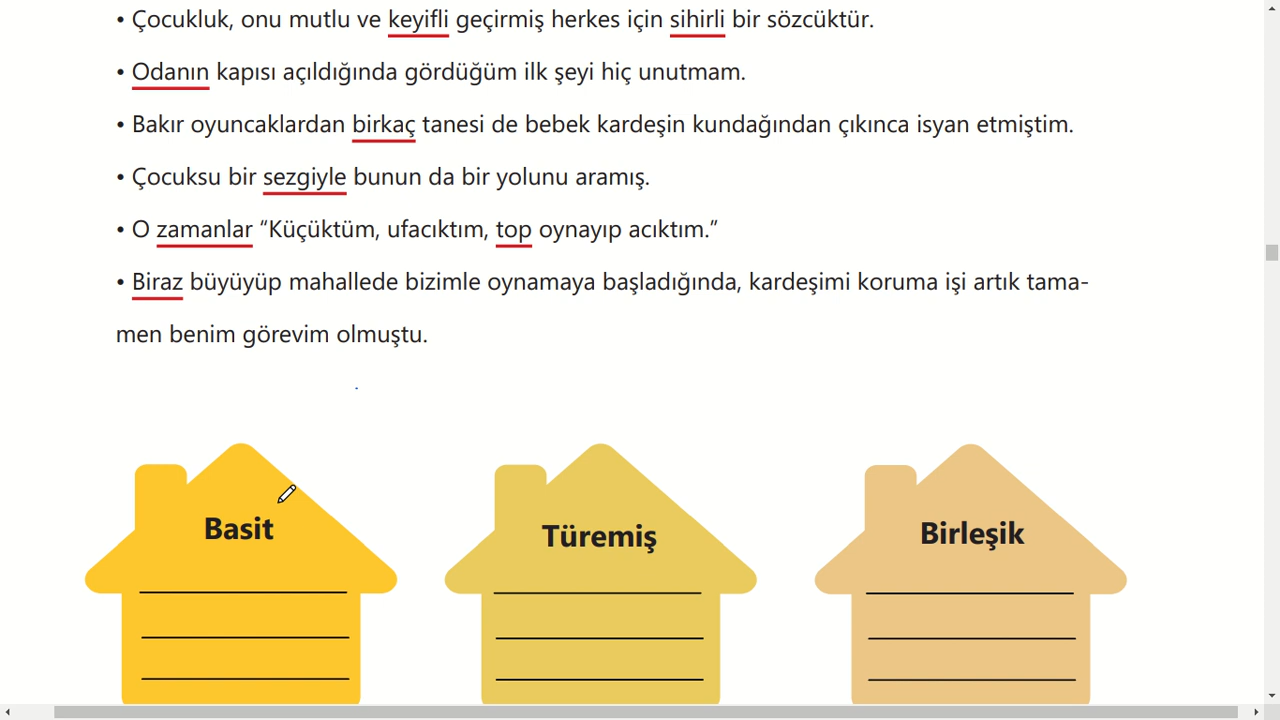 • Çocukluk, onu mutlu ve keyifli geçirmiş herkes için sihirli bir sözcüktür.
• Odanın kapısı açıldığında gördüğüm ilk şeyi hiç unutmam.
• Bakır oyuncaklardan birkaç tanesi de bebek kardeşin kundağından çıkınca isyan etmiştim.
• Çocuksu bir sezgiyle bunun da bir yolunu aramış.
• O zamanlar “Küçüktüm, ufacıktım, top oynayıp acıktım.”
• Biraz büyüyüp mahallede bizimle oynamaya başladığında, kardeşimi koruma işi artık tama-
men benim görevim olmuştu.
Basit
Türemiş
Birleşik